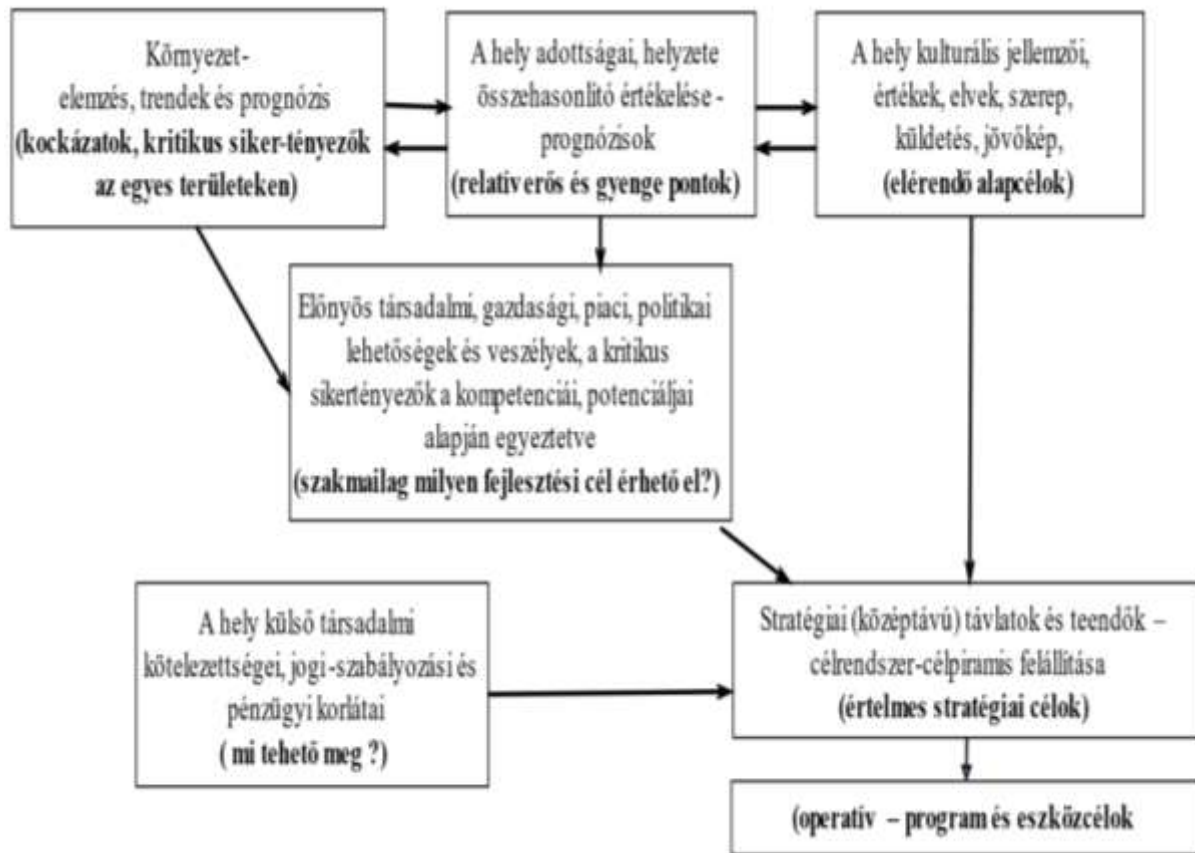 Környezet-
elemzés, trendek és prognózis
(kockázatok, kritikus siker-tényezők
az egyes területeken)
A hely adottságai, helyzete
összehasonlító értékelése -
prognózisok
(relatív erős és gyenge pontok)
A hely kulturális jellemzői,
értékek, elvek, szerep,
küldetés, jövőkép,
(elérendő alapcélok)
Előnyös társadalmi, gazdasági, piaci, politikai
lehetőségek és veszélyek, a kritikus
sikertényezők a kompetenciái, potenciáljai
alapján egyeztetve
(szakmailag milyen fejlesztési cél érhető el?)
A hely külső társadalmi
kötelezettségei, jogi -szabályozási és
pénzügyi korlátai
( mi tehető meg ?)
Stratégiai (középtávú) távlatok és teendők –
célrendszer-célpiramis felállítása
(értelmes stratégiai célok)
(operatív – program és eszközcélok